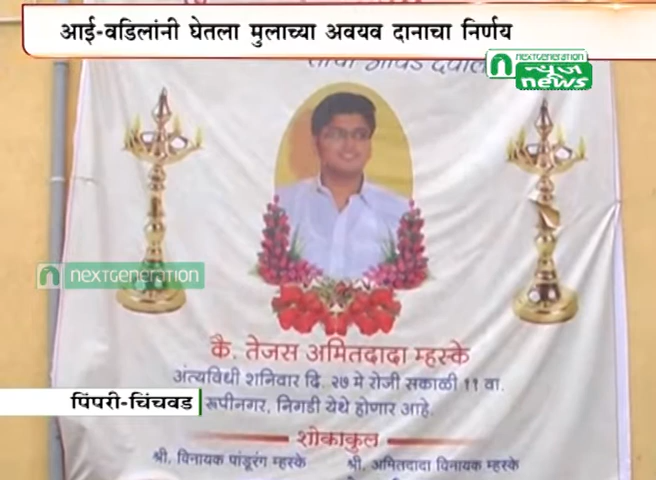 आई-वडिलांनी घेतला मुलाच्या अवयव दानाचा निर्णय
nextgeneration
न्यूज
news
nextgeneration
कै. तेजस अमितदादा म्हस्के
अंत्यविधी शनिवार दि. २७ मे रोजी सकाळी ११ वा.
पिंपरी-चिंचवड
रूपीनगर, निगडी येथे होणार आहे.
शोकाकुल
श्री. विनायक पांडूरंग म्हस्के श्री. अमितदादा विनायक म्हस्के